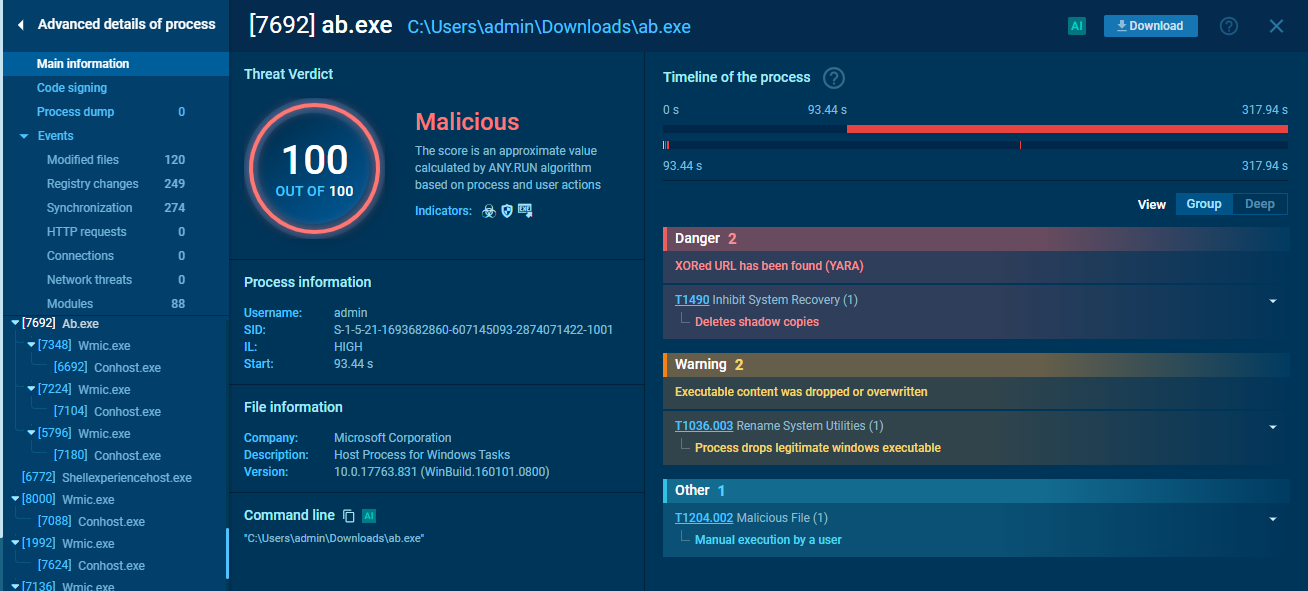 Advanced details of process
[7692] ab.exe C:\Users\admin\Downloads\ab.exe
AI
Download
?
Main information
Code signing
Process dump 0
Events
Modified files 120
Registry changes 249
Synchronization 274
HTTP requests 0
Connections 0
Network threats 0
Modules 88
[7692] Ab.exe
[7348] Wmic.exe
[6692] Conhost.exe
[7224] Wmic.exe
[7104] Conhost.exe
[5796] Wmic.exe
[7180] Conhost.exe
[6772] Shellexperiencehost.exe
[8000] Wmic.exe
[7088] Conhost.exe
[1992] Wmic.exe
[7624] Conhost.exe
[7136] Wmic.exe
Threat Verdict
100
OUT OF 100
Malicious
The score is an approximate value
calculated by ANY.RUN algorithm
based on process and user actions
Indicators:
Process information
Username: admin
SID: S-1-5-21-1693682860-607145093-2874071422-1001
IL: HIGH
Start: 93.44 s
File information
Company: Microsoft Corporation
Description: Host Process for Windows Tasks
Version: 10.0.17763.831 (WinBuild.160101.0800)
Command line AI
"C:\Users\admin\Downloads\ab.exe"
Timeline of the process ?
0 s 93.44 s 317.94 s
93.44 s 317.94 s
View Group Deep
Danger 2
XORed URL has been found (YARA)
T1490 Inhibit System Recovery (1)
Deletes shadow copies
Warning 2
Executable content was dropped or overwritten
T1036.003 Rename System Utilities (1)
Process drops legitimate windows executable
Other 1
T1204.002 Malicious File (1)
Manual execution by a user